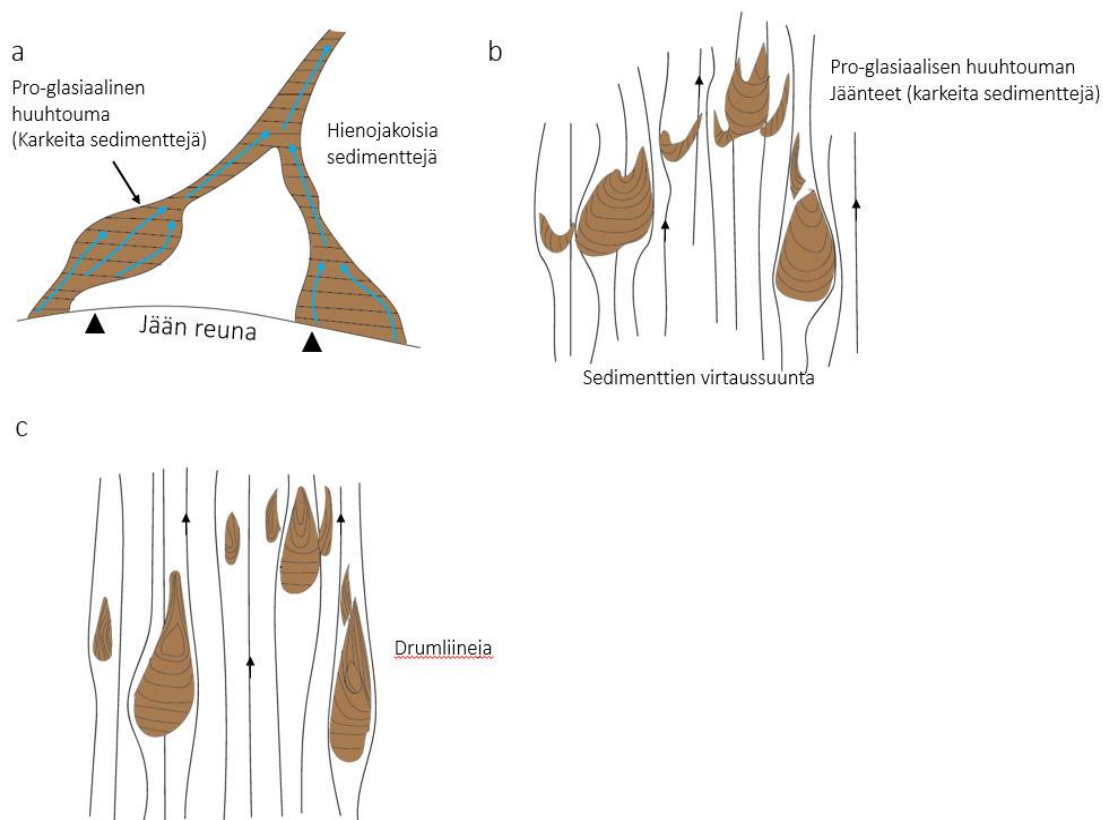 a
Pro-glasiaalinen
huuhtouma
(Karkeita sedimenttejä)
Hienojakoisia
sedimenttejä
Jään reuna
b
Pro-glasiaalisen huuhtouman
Jäänteet (karkeita sedimenttejä)
Sedimenttien virtaussuunta
c
Drumliineja